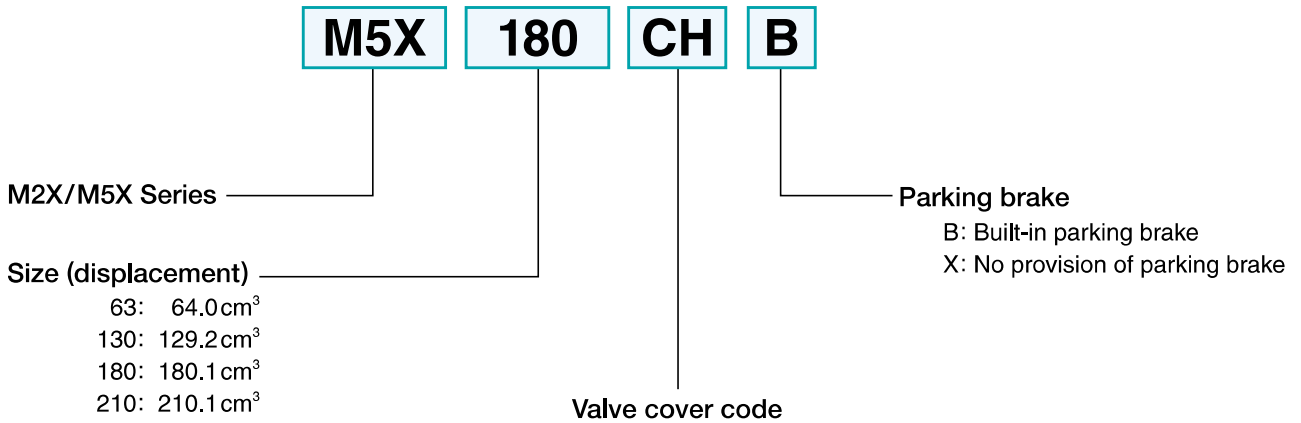 M5X 180 CH B
M2X/M5X Series
Parking brake
B: Built-in parking brake
X: No provision of parking brake
Size (displacement)
63: 64.0cm³
130: 129.2cm³
180: 180.1cm³
210: 210.1cm³
Valve cover code